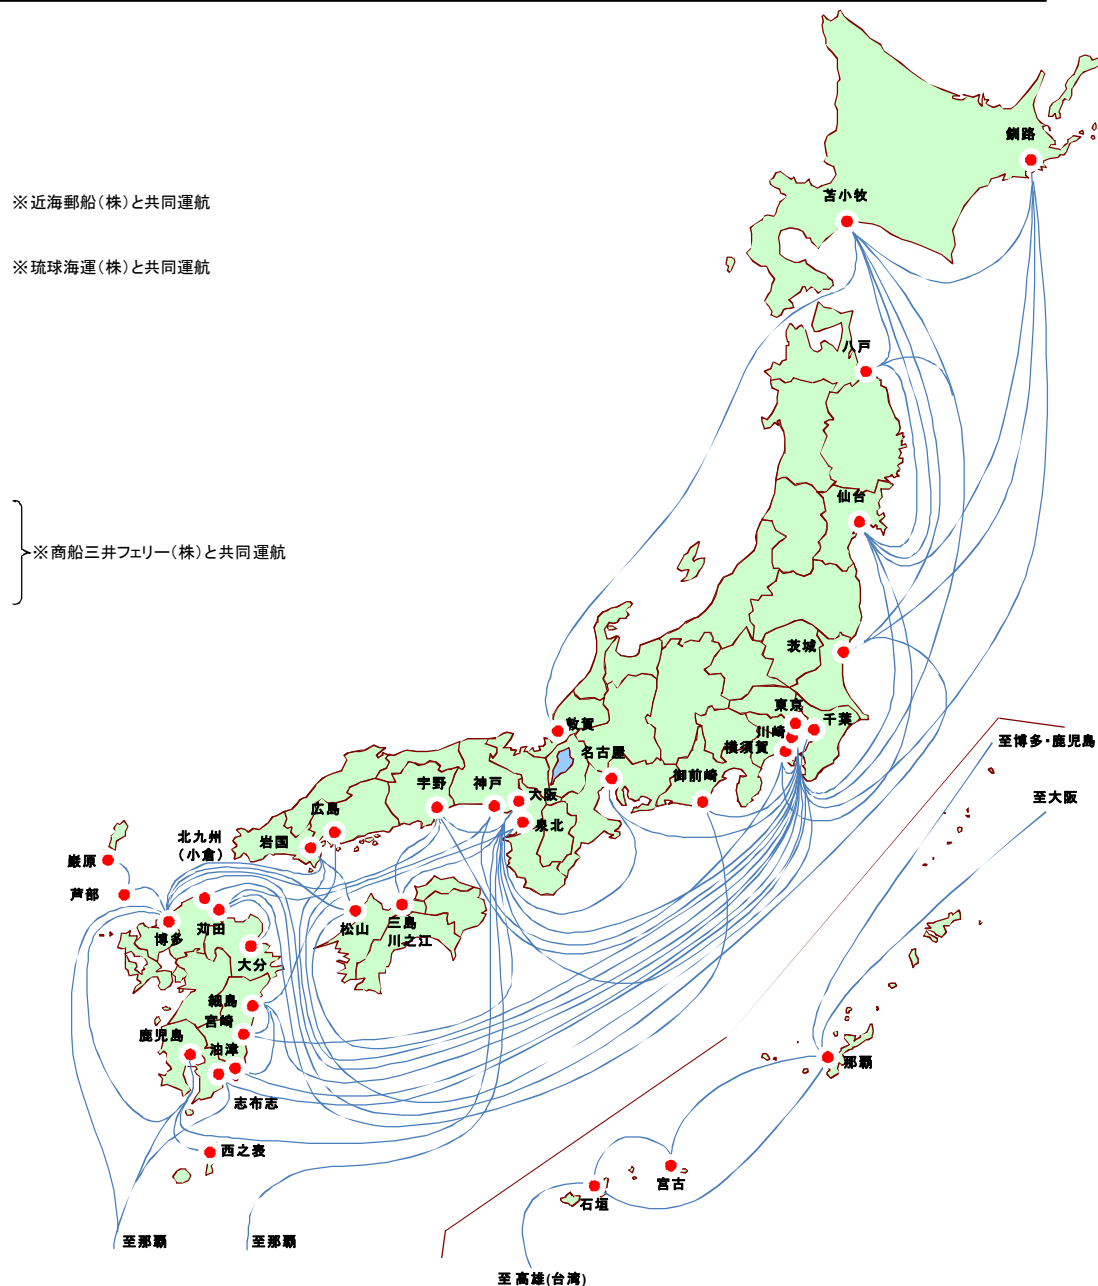 釧路
苫小牧
※近海郵船(株)と共同運航
※琉球海運(株)と共同運航
八戸
仙台
※商船三井フェリー(株)と共同運航
茨城
東京
千葉
敦賀
川崎
横須賀
至博多・鹿児島
名古屋
御前崎
宇野
神戸
大阪
至大阪
広島
泉北
北九州
(小倉)
岩国
厳原
芦部
博多
苅田
松山
三島
川之江
大分
細島
宮崎
鹿児島
油津
那覇
志布志
西之表
宮古
石垣
至那覇
至那覇
至高雄(台湾)